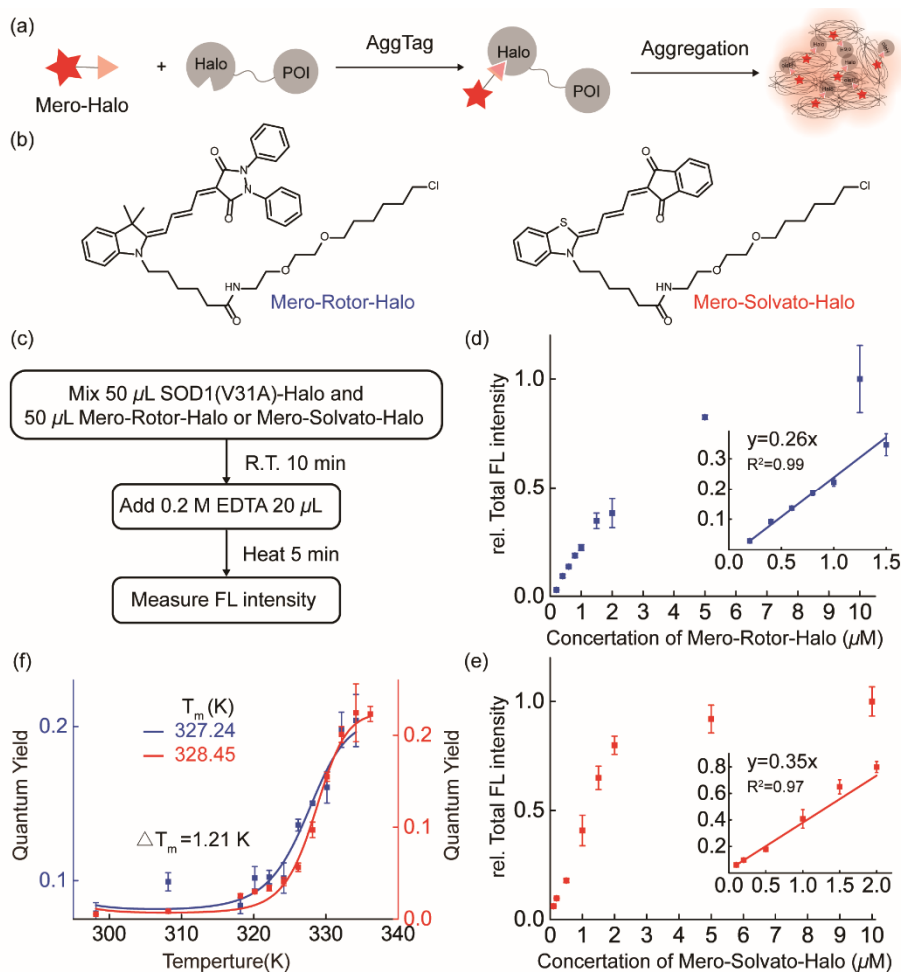 (a)
Mero-Halo
+
Halo
POI
AggTag
Halo
POI
Aggregation
(b)
O
N
N
O
N
NH
O
O
O
Cl
Mero-Rotor-Halo
O
O
S
N
NH
O
O
O
Cl
Mero-Solvato-Halo
(c)
Mix 50 µL SOD1(V31A)-Halo and
50 µL Mero-Rotor-Halo or Mero-Solvato-Halo
R.T. 10 min
Add 0.2 M EDTA 20 µL
Heat 5 min
Measure FL intensity
(d)
rel. Total FL intensity
1.0
0.5
0.0
0 1 2 3 4 5 6 7 8 9 10
Concertation of Mero-Rotor-Halo (µM)
y=0.26x
R²=0.99
0.3
0.2
0.1
0.5 1.0 1.5
(f)
Quantum Yield
0.2
0.1
Tm(K)
327.24
328.45
△Tm=1.21 K
0.2
0.1
0.0
Quantum Yield
300 310 320 330 340
Temperture(K)
(e)
rel. Total FL intensity
1.0
0.5
0.0
0 1 2 3 4 5 6 7 8 9 10
Concertation of Mero-Solvato-Halo (µM)
y=0.35x
R²=0.97
0.8
0.6
0.4
0.2
0.0 0.5 1.0 1.5 2.0